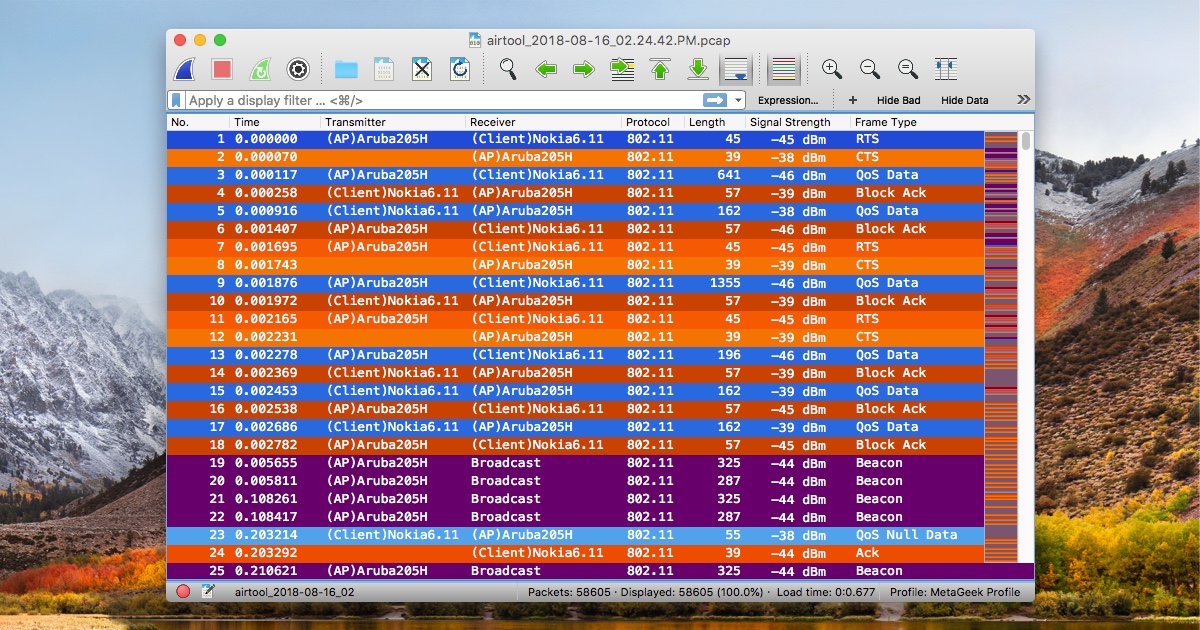 airtool_2018-08-16_02.24.42.PM.pcap
Apply a display filter ... <⌘/> Expression... + Hide Bad Hide Data
No. Time Transmitter Receiver Protocol Length Signal Strength Frame Type
1 0.000000 (AP)Aruba205H (Client)Nokia6.11 802.11 45 -45 dBm RTS
2 0.000070 (AP)Aruba205H 802.11 39 -38 dBm CTS
3 0.000117 (AP)Aruba205H (Client)Nokia6.11 802.11 641 -46 dBm QoS Data
4 0.000258 (Client)Nokia6.11 (AP)Aruba205H 802.11 57 -39 dBm Block Ack
5 0.000916 (Client)Nokia6.11 (AP)Aruba205H 802.11 162 -38 dBm QoS Data
6 0.001407 (AP)Aruba205H (Client)Nokia6.11 802.11 57 -46 dBm Block Ack
7 0.001695 (AP)Aruba205H (Client)Nokia6.11 802.11 45 -45 dBm RTS
8 0.001743 (AP)Aruba205H 802.11 39 -39 dBm CTS
9 0.001876 (AP)Aruba205H (Client)Nokia6.11 802.11 1355 -46 dBm QoS Data
10 0.001972 (Client)Nokia6.11 (AP)Aruba205H 802.11 57 -39 dBm Block Ack
11 0.002165 (AP)Aruba205H (Client)Nokia6.11 802.11 45 -45 dBm RTS
12 0.002231 (AP)Aruba205H 802.11 39 -39 dBm CTS
13 0.002278 (AP)Aruba205H (Client)Nokia6.11 802.11 196 -46 dBm QoS Data
14 0.002369 (Client)Nokia6.11 (AP)Aruba205H 802.11 57 -39 dBm Block Ack
15 0.002453 (Client)Nokia6.11 (AP)Aruba205H 802.11 162 -39 dBm QoS Data
16 0.002538 (AP)Aruba205H (Client)Nokia6.11 802.11 57 -45 dBm Block Ack
17 0.002686 (Client)Nokia6.11 (AP)Aruba205H 802.11 162 -39 dBm QoS Data
18 0.002782 (AP)Aruba205H (Client)Nokia6.11 802.11 57 -45 dBm Block Ack
19 0.005655 (AP)Aruba205H Broadcast 802.11 325 -44 dBm Beacon
20 0.005811 (AP)Aruba205H Broadcast 802.11 287 -44 dBm Beacon
21 0.108261 (AP)Aruba205H Broadcast 802.11 325 -44 dBm Beacon
22 0.108417 (AP)Aruba205H Broadcast 802.11 287 -44 dBm Beacon
23 0.203214 (Client)Nokia6.11 (AP)Aruba205H 802.11 55 -38 dBm QoS Null Data
24 0.203292 (Client)Nokia6.11 802.11 39 -44 dBm Ack
25 0.210621 (AP)Aruba205H Broadcast 802.11 325 -44 dBm Beacon
airtool_2018-08-16_02 Packets: 58605 · Displayed: 58605 (100.0%) · Load time: 0:0.677 Profile: MetaGeek Profile